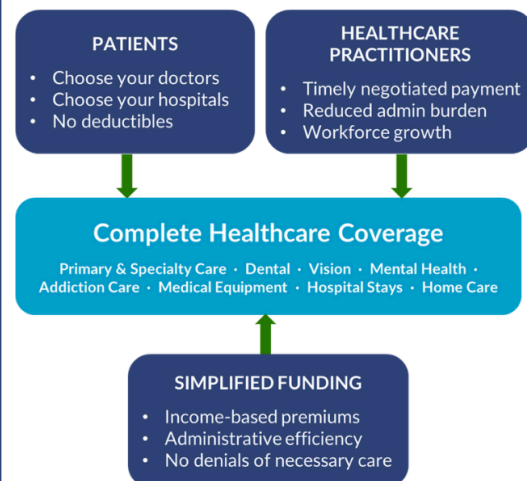 PATIENTS
• Choose your doctors
• Choose your hospitals
• No deductibles
HEALTHCARE
PRACTITIONERS
• Timely negotiated payment
• Reduced admin burden
• Workforce growth
Complete Healthcare Coverage
Primary & Specialty Care · Dental · Vision · Mental Health ·
Addiction Care · Medical Equipment · Hospital Stays · Home Care
SIMPLIFIED FUNDING
• Income-based premiums
• Administrative efficiency
• No denials of necessary care